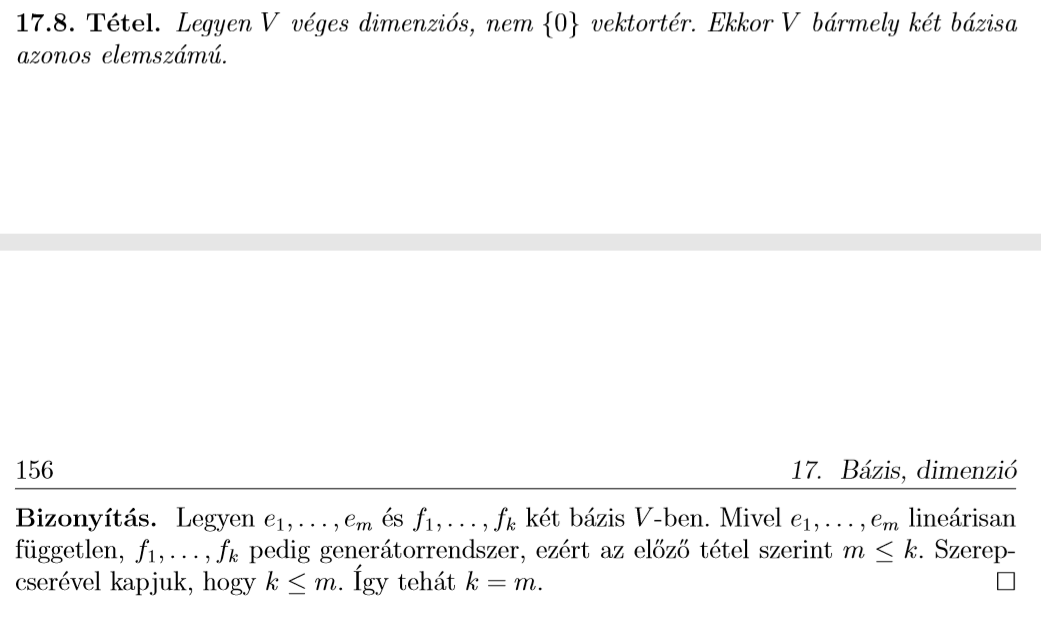 17.8. Tétel. Legyen V véges dimenziós, nem {0} vektortér. Ekkor V bármely két bázisa
azonos elemszámú.
156 17. Bázis, dimenzió
Bizonyítás. Legyen e₁, . . . , eₘ és f₁, . . . , fₖ két bázis V-ben. Mivel e₁, . . . , eₘ lineárisan
független, f₁, . . . , fₖ pedig generátorrendszer, ezért az előző tétel szerint m ≤ k. Szerep-
cserével kapjuk, hogy k ≤ m. Így tehát k = m. □